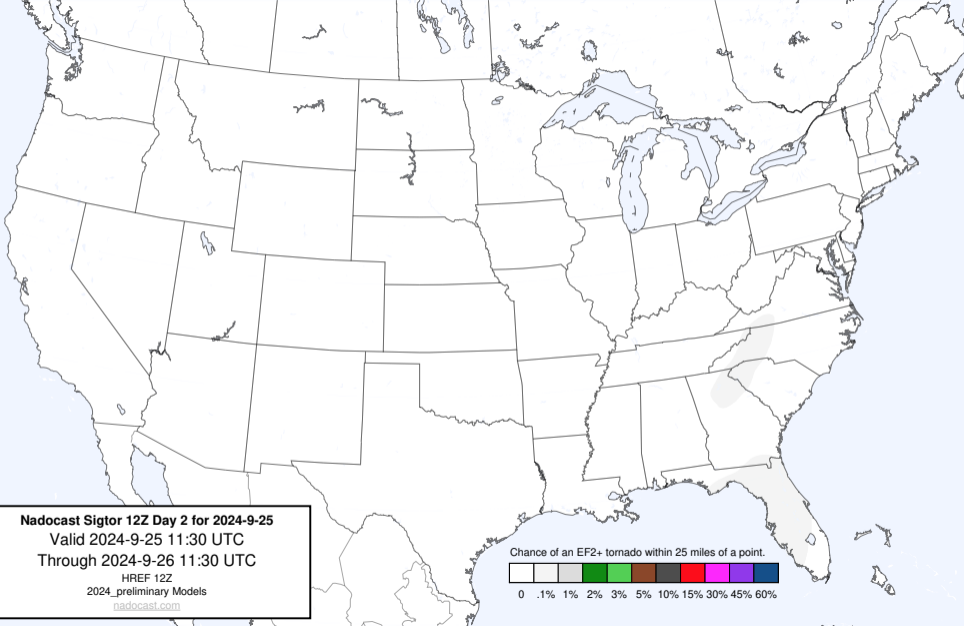 Nadocast Sigtor 12Z Day 2 for 2024-9-25
Valid 2024-9-25 11:30 UTC
Through 2024-9-26 11:30 UTC
HREF 12Z
2024_preliminary Models
nadocast.com
Chance of an EF2+ tornado within 25 miles of a point.
0 .1% 1% 2% 3% 5% 10% 15% 30% 45% 60%